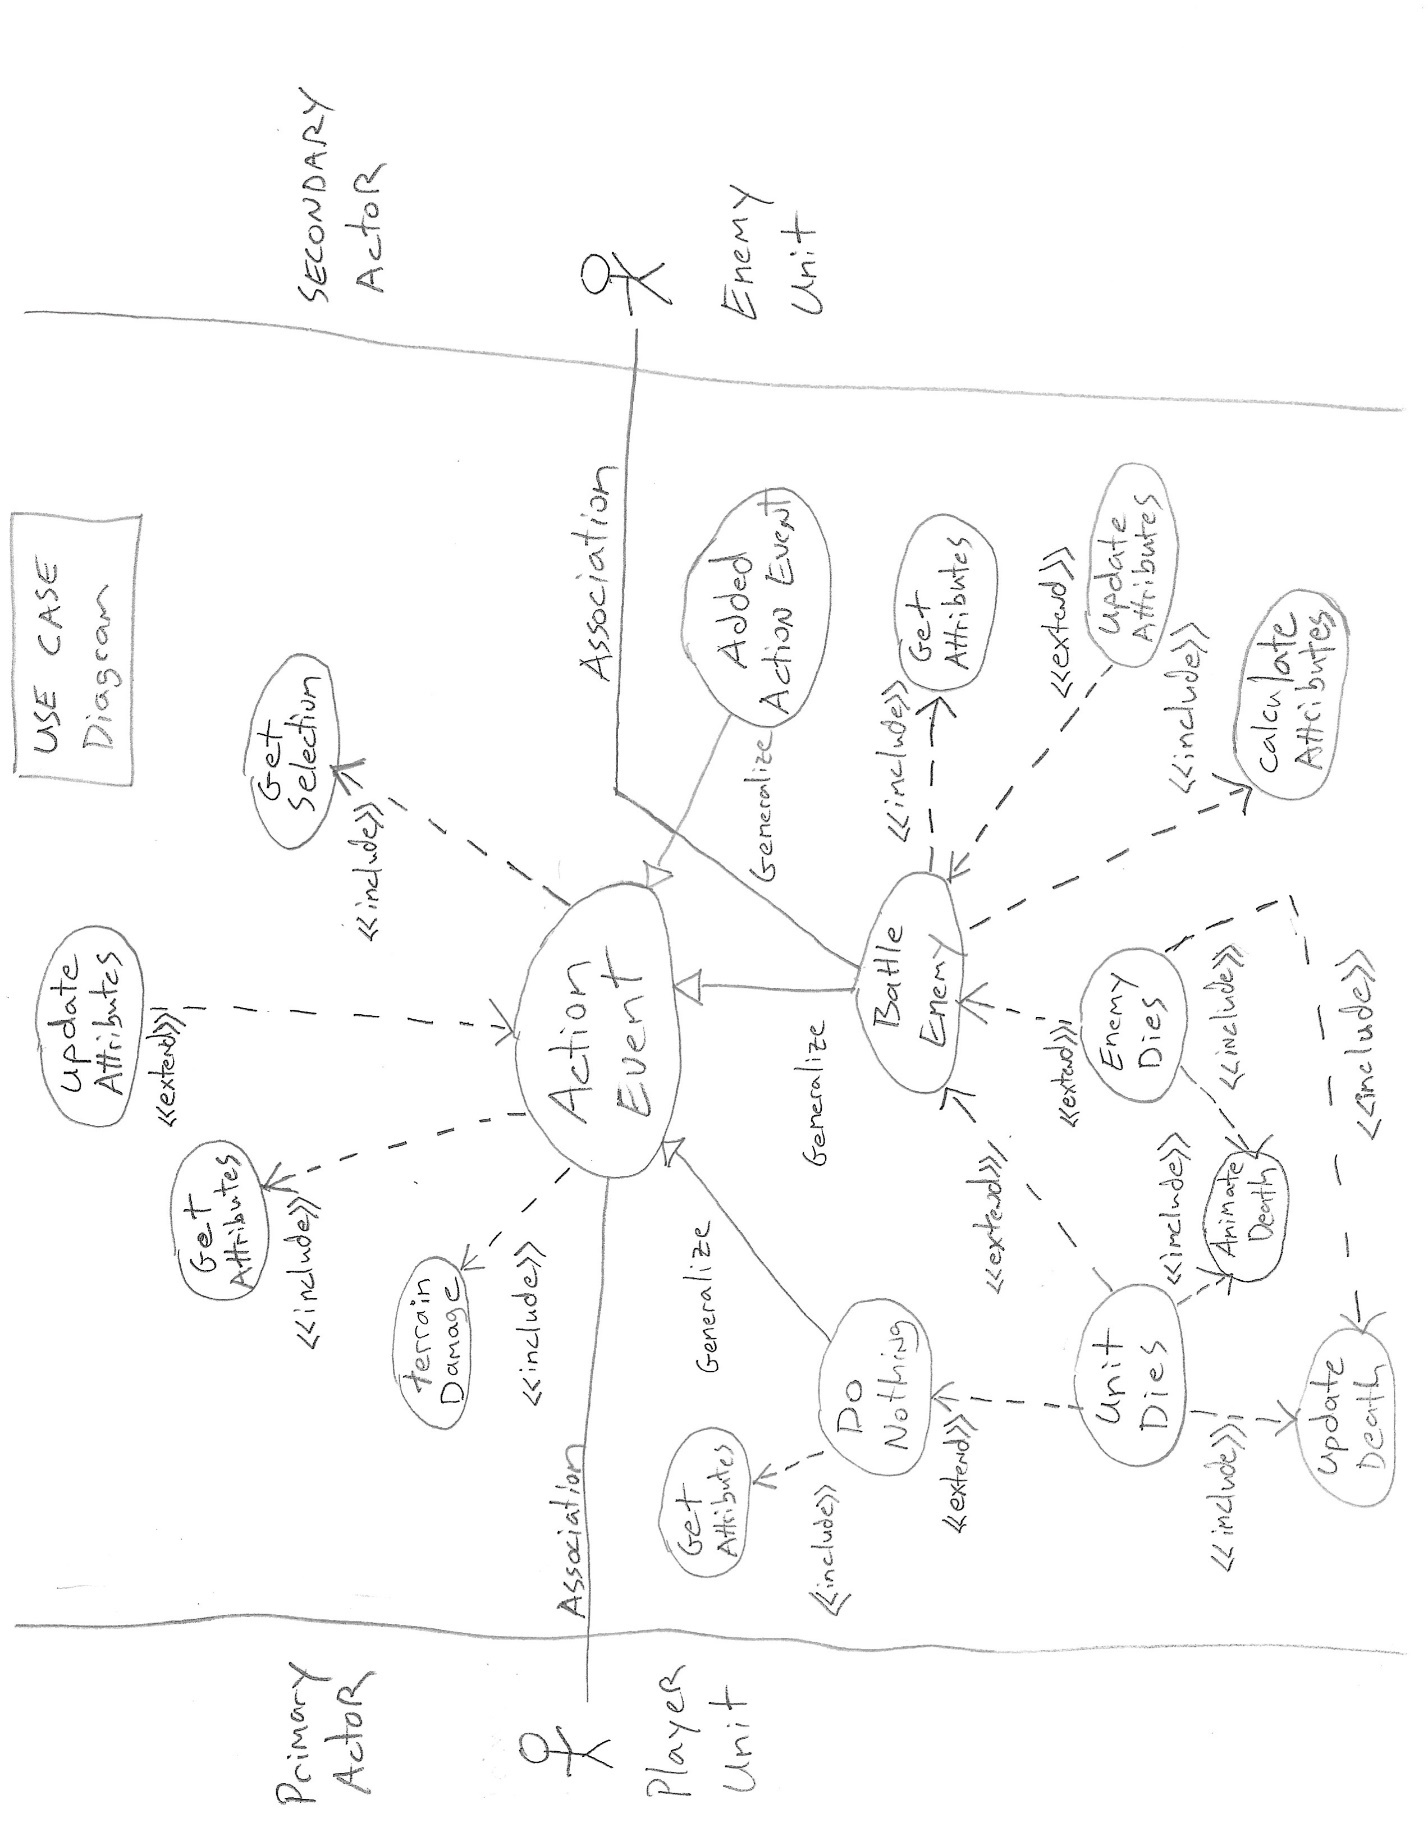 USE CASE
Diagram
Primary
Actor
SECONDARY
Actor
Player
Unit
Enemy
Unit
Update
Attributes
<<extend>>
Get
Attributes
<<include>>
Get
Selection
<<include>>
terrain
Damage
<<include>>
Action
Event
Association
Association
Added
Action Event
Generalize
Generalize
Generalize
Get
Attributes
<<include>>
Do
Nothing
<<extend>>
Battle
Enemy
<<include>>
Get
Attributes
<<extend>>
Update
Attributes
<<include>>
Calculate
Attributes
<<extend>>
<<extend>>
Unit
Dies
Enemy
Dies
<<include>>
<<include>>
Animate
Death
<<include>>
<<include>>
Update
Death